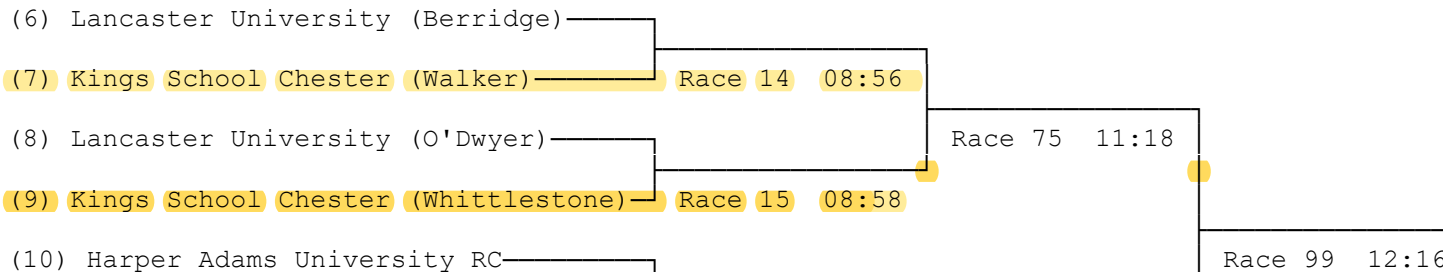 (6) Lancaster University (Berridge)
(7) Kings School Chester (Walker) Race 14 08:56
(8) Lancaster University (O'Dwyer) Race 75 11:18
(9) Kings School Chester (Whittlestone) Race 15 08:58
(10) Harper Adams University RC Race 99 12:16